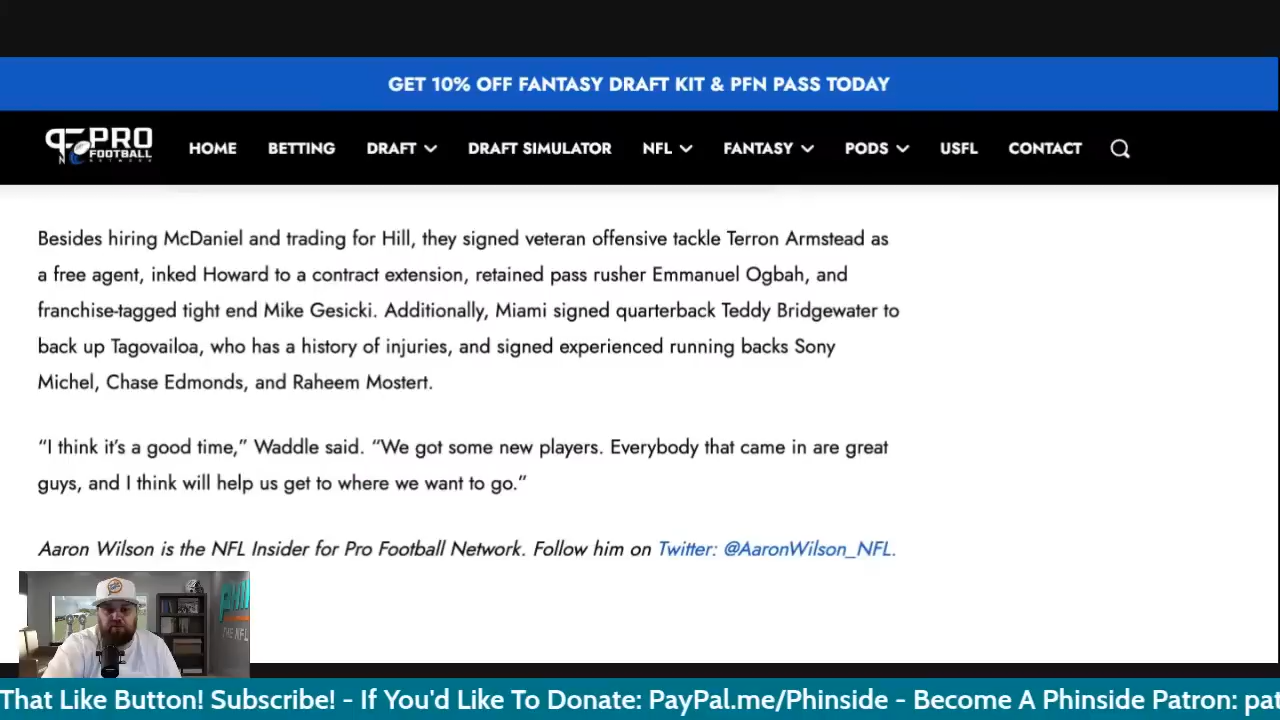 GET 10% OFF FANTASY DRAFT KIT & PFN PASS TODAY
PRO
FOOTBALL
NETWORK
HOME
BETTING
DRAFT
DRAFT SIMULATOR
NFL
FANTASY
PODS
USFL
CONTACT
Besides hiring McDaniel and trading for Hill, they signed veteran offensive tackle Terron Armstead as
a free agent, inked Howard to a contract extension, retained pass rusher Emmanuel Ogbah, and
franchise-tagged tight end Mike Gesicki. Additionally, Miami signed quarterback Teddy Bridgewater to
back up Tagovailoa, who has a history of injuries, and signed experienced running backs Sony
Michel, Chase Edmonds, and Raheem Mostert.
“I think it’s a good time,” Waddle said. “We got some new players. Everybody that came in are great
guys, and I think will help us get to where we want to go.”
Aaron Wilson is the NFL Insider for Pro Football Network. Follow him on Twitter: @AaronWilson_NFL.
THE NFL
That Like Button! Subscribe! - If You'd Like To Donate: PayPal.me/Phinside - Become A Phinside Patron: pat